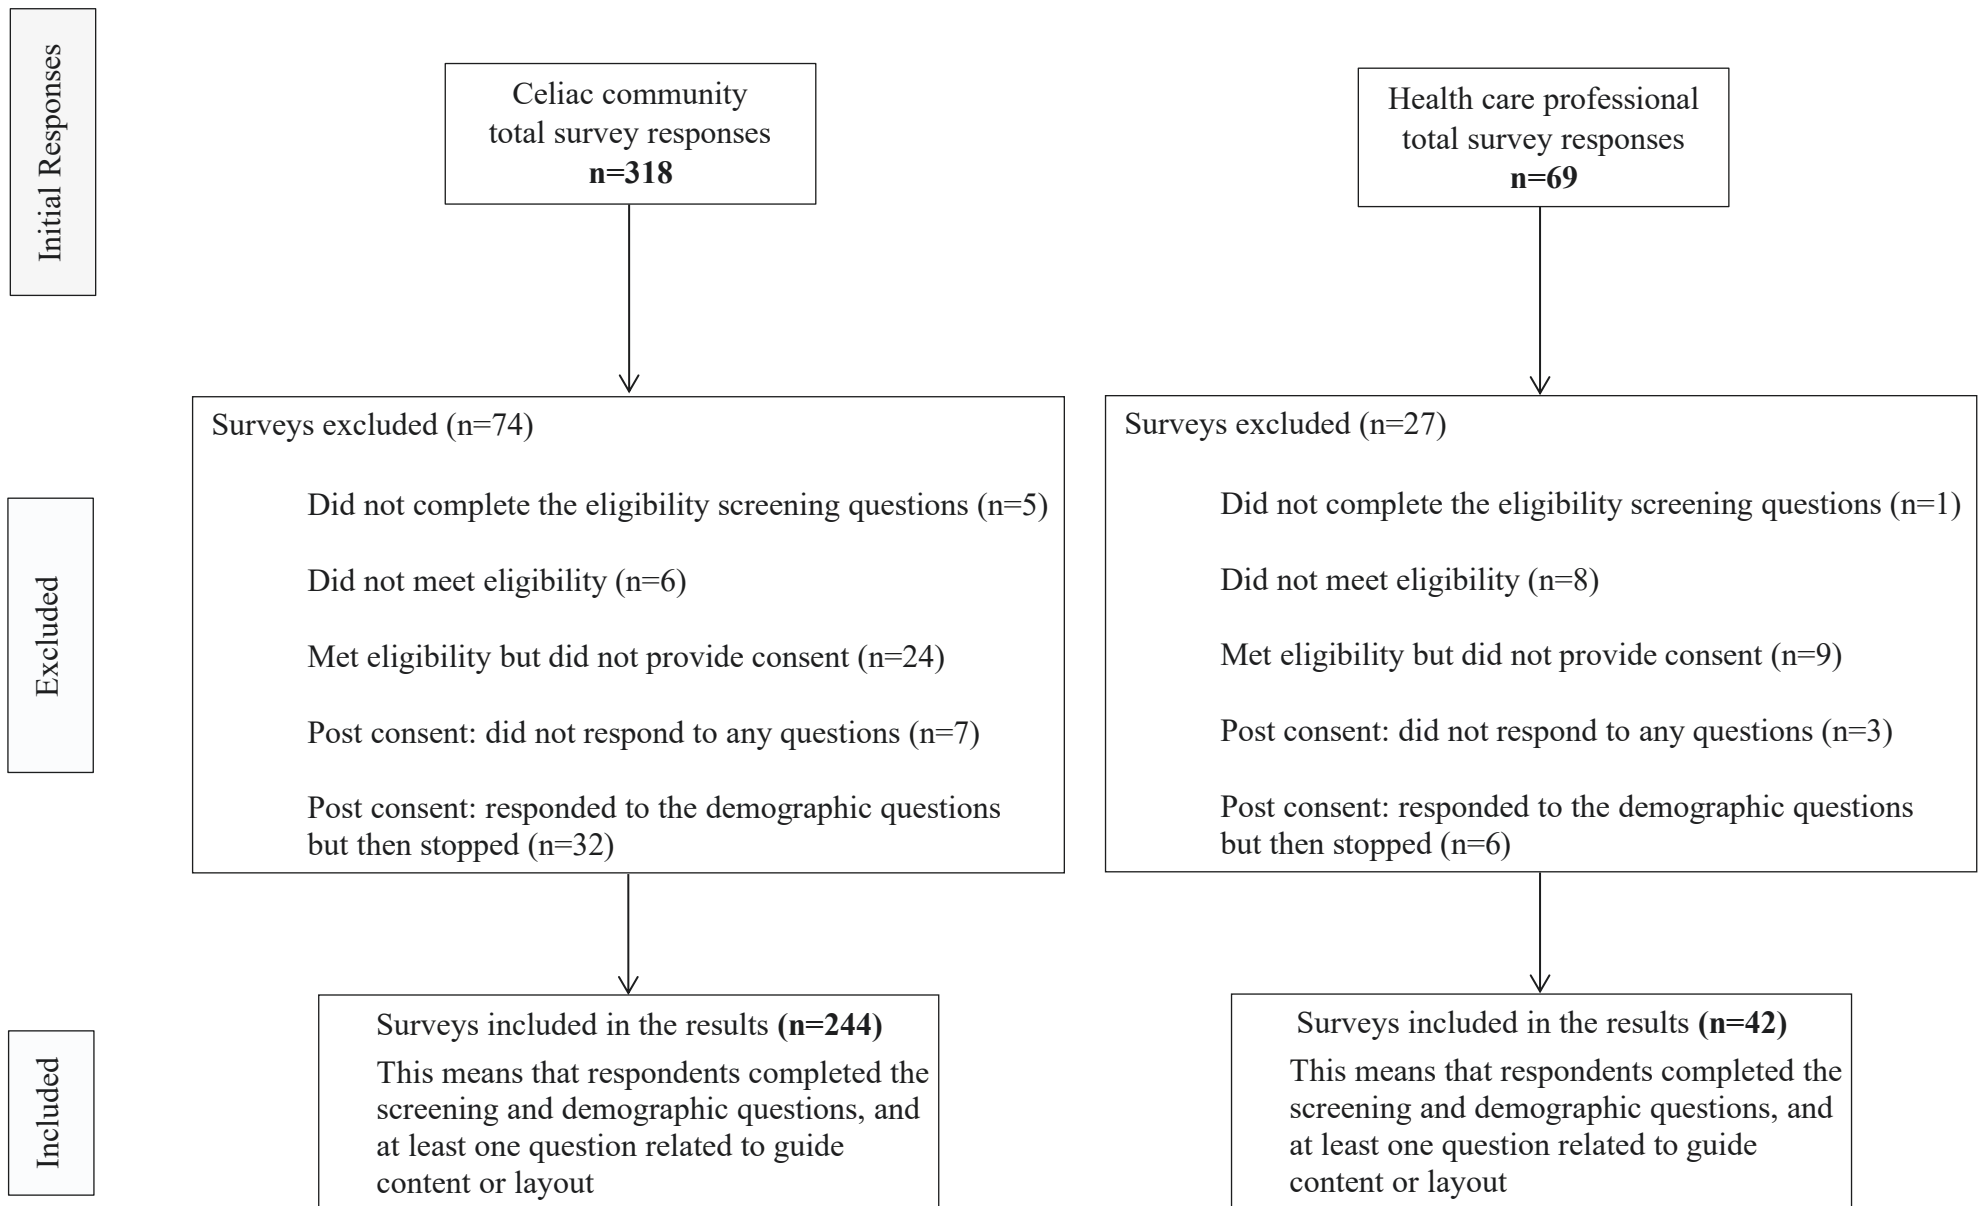 Initial Responses
Celiac community
total survey responses
n=318
Health care professional
total survey responses
n=69
Excluded
Surveys excluded (n=74)
Did not complete the eligibility screening questions (n=5)
Did not meet eligibility (n=6)
Met eligibility but did not provide consent (n=24)
Post consent: did not respond to any questions (n=7)
Post consent: responded to the demographic questions
but then stopped (n=32)
Surveys excluded (n=27)
Did not complete the eligibility screening questions (n=1)
Did not meet eligibility (n=8)
Met eligibility but did not provide consent (n=9)
Post consent: did not respond to any questions (n=3)
Post consent: responded to the demographic questions
but then stopped (n=6)
Included
Surveys included in the results (n=244)
This means that respondents completed the
screening and demographic questions, and
at least one question related to guide
content or layout
Surveys included in the results (n=42)
This means that respondents completed the
screening and demographic questions, and
at least one question related to guide
content or layout